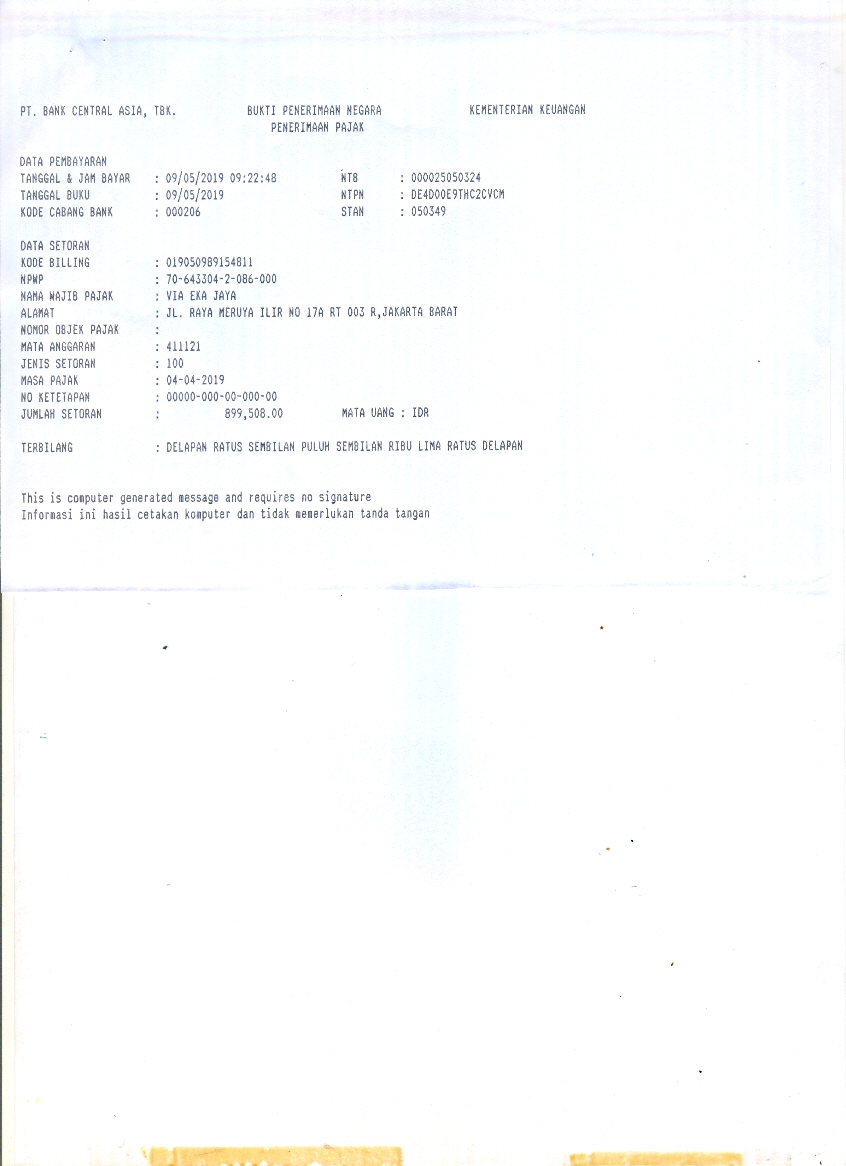 PT. BANK CENTRAL ASIA, TBK. BUKTI PENERIMAAN NEGARA KEMENTERIAN KEUANGAN
PENERIMAAN PAJAK
DATA PEMBAYARAN
TANGGAL & JAM BAYAR : 09/05/2019 09:22:48 NTB : 000025050324
TANGGAL BUKU : 09/05/2019 NTPN : DE4D00E9THC2CVCM
KODE CABANG BANK : 000206 STAN : 050349
DATA SETORAN
KODE BILLING : 019050989154811
NPWP : 70-643304-2-086-000
NAMA WAJIB PAJAK : VIA EKA JAYA
ALAMAT : JL. RAYA MERUYA ILIR NO 17A RT 003 R,JAKARTA BARAT
NOMOR OBJEK PAJAK :
MATA ANGGARAN : 411121
JENIS SETORAN : 100
MASA PAJAK : 04-04-2019
NO KETETAPAN : 00000-000-00-000-00
JUMLAH SETORAN : 899,508.00 MATA UANG : IDR
TERBILANG : DELAPAN RATUS SEMBILAN PULUH SEMBILAN RIBU LIMA RATUS DELAPAN
This is computer generated message and requires no signature
Informasi ini hasil cetakan komputer dan tidak memerlukan tanda tangan